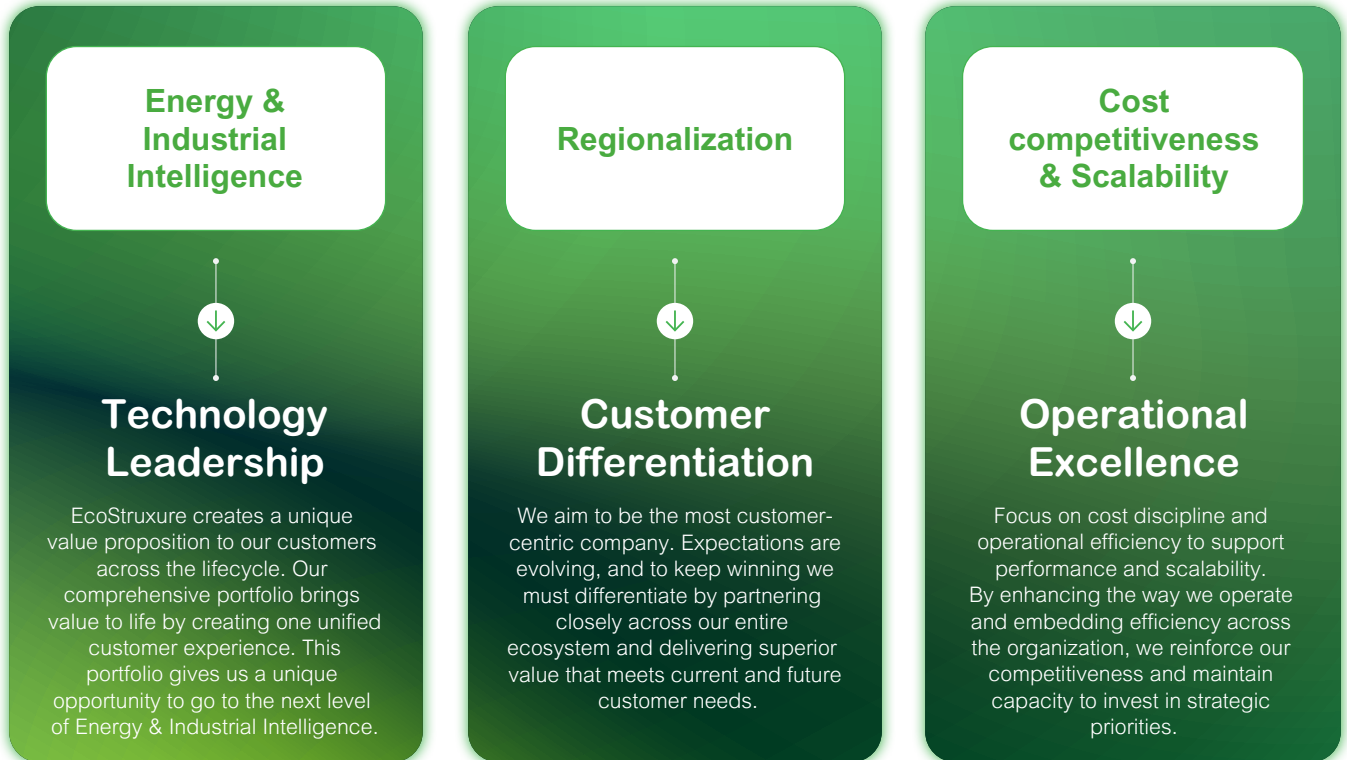 Energy &
Industrial
Intelligence
Technology
Leadership
EcoStruxure creates a unique
value proposition to our customers
across the lifecycle. Our
comprehensive portfolio brings
value to life by creating one unified
customer experience. This
portfolio gives us a unique
opportunity to go to the next level
of Energy & Industrial Intelligence.
Regionalization
Customer
Differentiation
We aim to be the most customer-
centric company. Expectations are
evolving, and to keep winning we
must differentiate by partnering
closely across our entire
ecosystem and delivering superior
value that meets current and future
customer needs.
Cost
competitiveness
& Scalability
Operational
Excellence
Focus on cost discipline and
operational efficiency to support
performance and scalability.
By enhancing the way we operate
and embedding efficiency across
the organization, we reinforce our
competitiveness and maintain
capacity to invest in strategic
priorities.